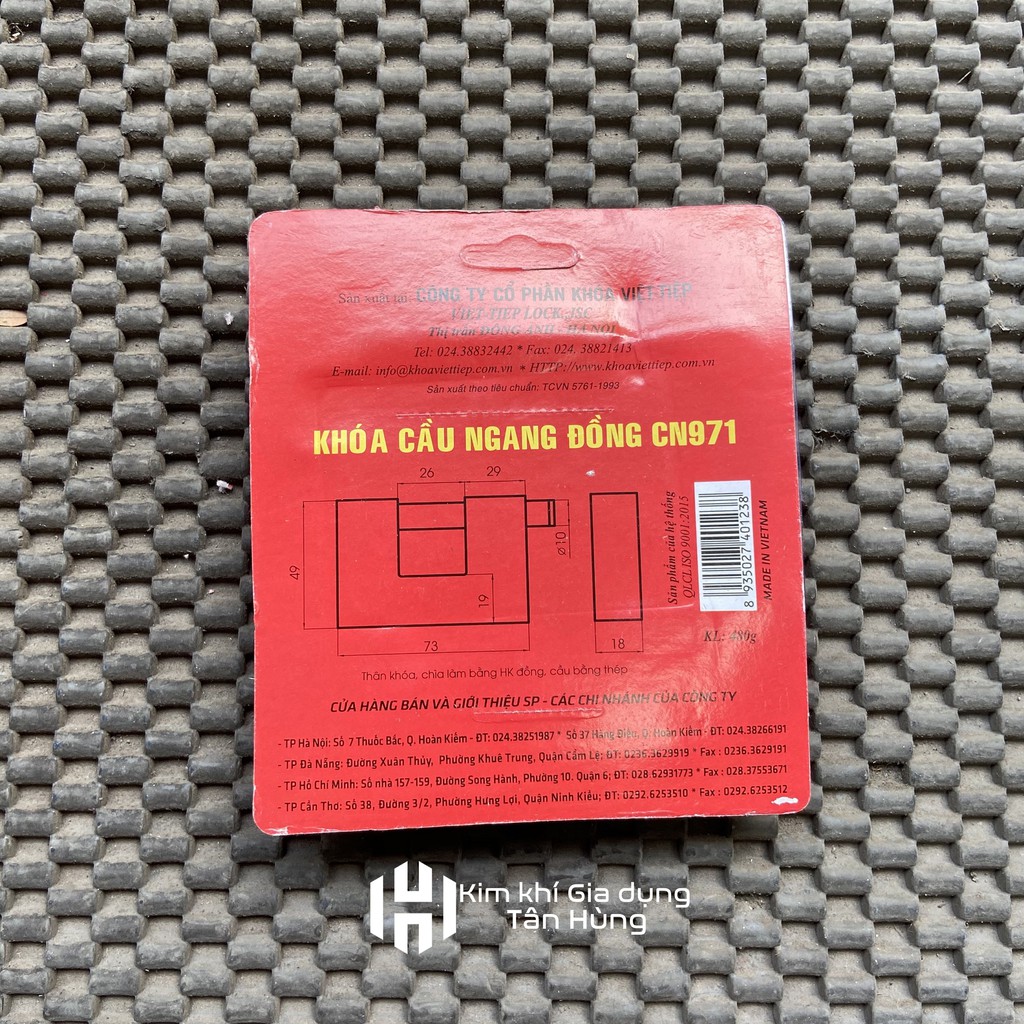 Sản xuất tại: CÔNG TY CỔ PHẦN KHÓA VIỆT-TIỆP
VIET-TIEP LOCK, JSC
Thị trấn ĐÔNG ANH - HÀ NỘI
Tel: 024.38832442 * Fax: 024. 38821413
E-mail: info@khoaviettiep.com.vn * HTTP://www.khoaviettiep.com.vn
Sản xuất theo tiêu chuẩn: TCVN 5761-1993
KHÓA CẦU NGANG ĐỒNG CN971
26
29
49
19
ø10
73
18
Sản phẩm của hệ thống
QLCL ISO 9001:2015
8 935027 401238
MADE IN VIETNAM
KL: 480g
Thân khóa, chìa làm bằng HK đồng, cầu bằng thép
CỬA HÀNG BÁN VÀ GIỚI THIỆU SP - CÁC CHI NHÁNH CỦA CÔNG TY
- TP Hà Nội: Số 7 Thuốc Bắc, Q. Hoàn Kiếm - ĐT: 024.38251987 * Số 37 Hàng Điếu, Q. Hoàn Kiếm - ĐT: 024.38266191
- TP Đà Nẵng: Đường Xuân Thủy, Phường Khuê Trung, Quận Cẩm Lệ; ĐT: 0236.3629919 * Fax : 0236.3629191
- TP Hồ Chí Minh: Số nhà 157-159, Đường Song Hành, Phường 10. Quận 6; ĐT: 028.62931773 * Fax : 028.37553671
- TP Cần Thơ: Số 38, Đường 3/2, Phường Hưng Lợi, Quận Ninh Kiều; ĐT: 0292.6253510 * Fax : 0292.6253512
Kim khí Gia dụng
Tân Hùng